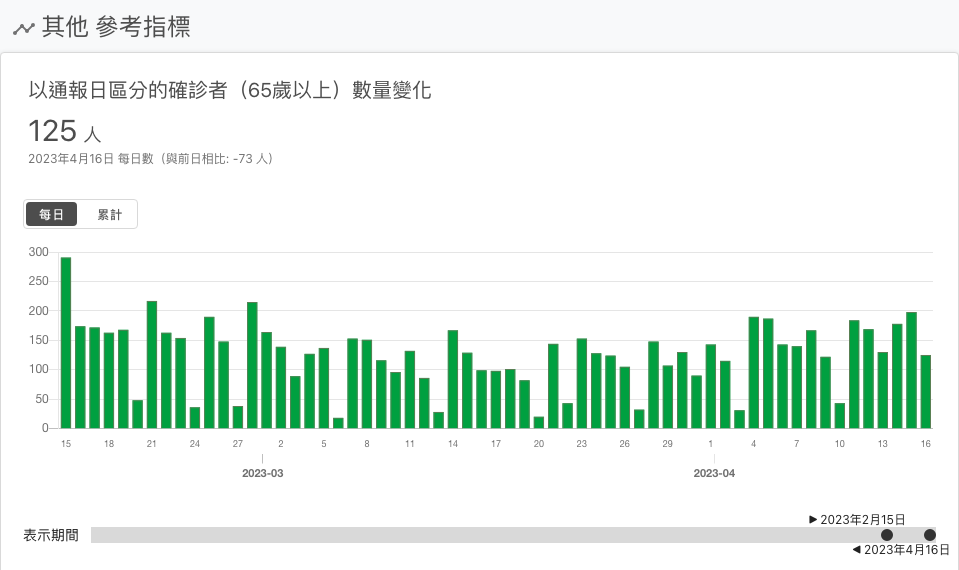 其他 參考指標
以通報日區分的確診者（65歲以上）數量變化
125 人
2023年4月16日 每日數（與前日相比: -73 人）
每日 累計
300
250
200
150
100
50
0
15 18 21 24 27 2 5 8 11 14 17 20 23 26 29 1 4 7 10 13 16
2023-03 2023-04
▶ 2023年2月15日
表示期間
◀ 2023年4月16日